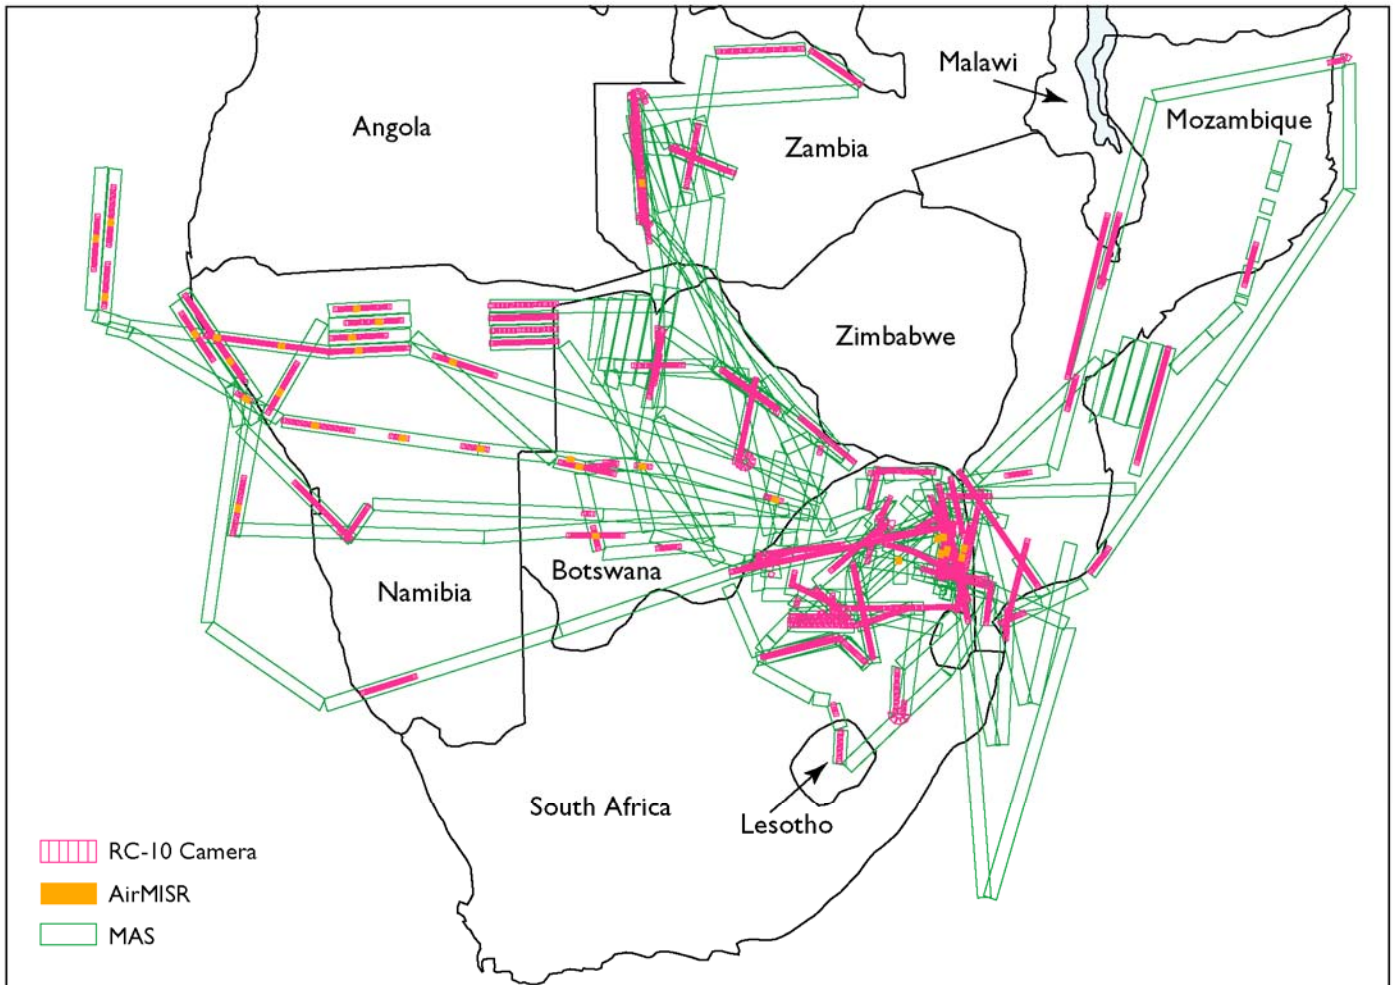 Malawi
Angola
Mozambique
Zambia
Zimbabwe
Botswana
Namibia
South Africa
Lesotho
RC-10 Camera
AirMISR
MAS